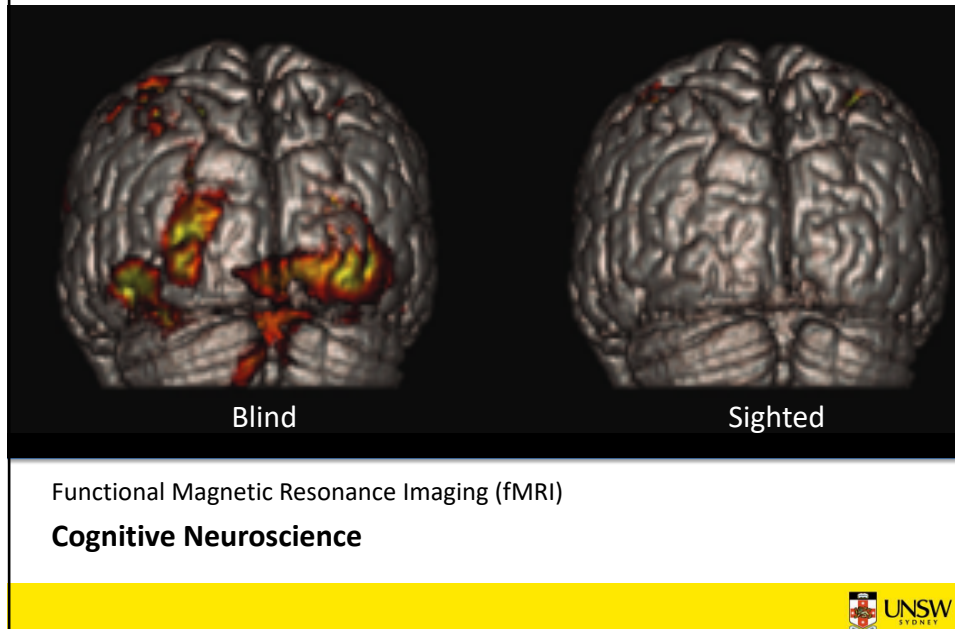 Blind
Sighted
Functional Magnetic Resonance Imaging (fMRI)
Cognitive Neuroscience
UNSW
SYDNEY